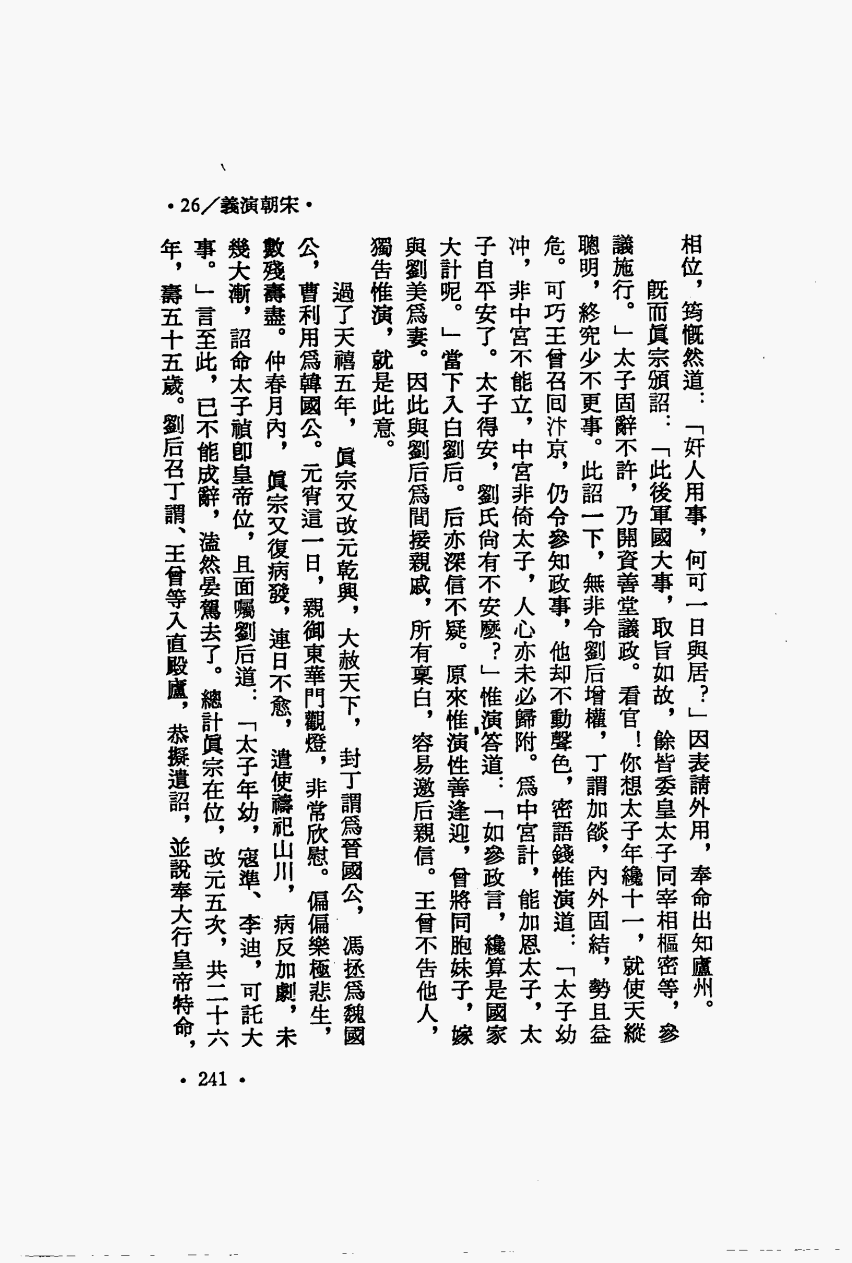 •26／義演朝宋•
相位，筠慨然道：「奸人用事，何可一日與居？」因表請外用，奉命出知廬州。
既而眞宗頒詔：「此後軍國大事，取旨如故，餘皆委皇太子同宰相樞密等，參
議施行。」太子固辭不許，乃開資善堂議政。看官！你想太子年纔十一，就使天縱
聰明，終究少不更事。此詔一下，無非令劉后增權，丁謂加燄，內外固結，勢且益
危。可巧王曾召回汴京，仍令參知政事，他却不動聲色，密語錢惟演道：「太子幼
冲，非中宮不能立，中宮非倚太子，人心亦未必歸附。爲中宮計，能加恩太子，太
子自平安了。太子得安，劉氏尙有不安麼？」惟演答道：「如參政言，纔算是國家
大計呢。」當下入白劉后。后亦深信不疑。原來惟演性善逢迎，曾將同胞妹子，嫁
與劉美爲妻。因此與劉后爲間接親戚，所有稟白，容易邀后親信。王曾不告他人，
獨告惟演，就是此意。
過了天禧五年，眞宗又改元乾興，大赦天下，封丁謂爲晉國公，馮拯爲魏國
公，曹利用爲韓國公。元宵這一日，親御東華門觀燈，非常欣慰。偏偏樂極悲生，
數殘壽盡。仲春月內，眞宗又復病發，連日不愈，遣使禱祀山川，病反加劇，未
幾大漸，詔命太子禎卽皇帝位，且面囑劉后道：「太子年幼，寇準、李迪，可託大
事。」言至此，已不能成辭，溘然晏駕去了。總計眞宗在位，改元五次，共二十六
年，壽五十五歲。劉后召丁謂、王曾等入直殿廬，恭擬遺詔，並說奉大行皇帝特命，
• 241 •